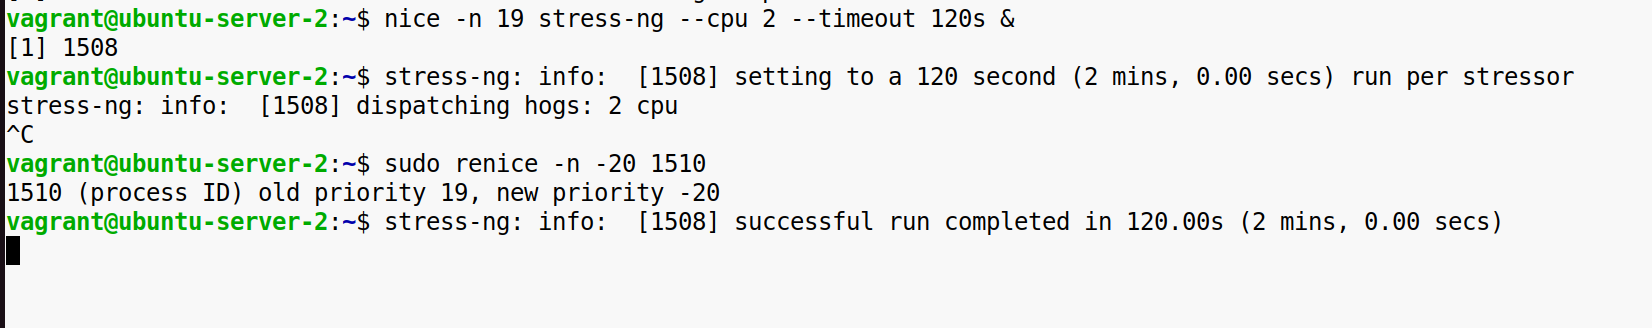 vagrant@ubuntu-server-2:~$ nice -n 19 stress-ng --cpu 2 --timeout 120s &
[1] 1508
vagrant@ubuntu-server-2:~$ stress-ng: info:  [1508] setting to a 120 second (2 mins, 0.00 secs) run per stressor
stress-ng: info:  [1508] dispatching hogs: 2 cpu
^C
vagrant@ubuntu-server-2:~$ sudo renice -n -20 1510
1510 (process ID) old priority 19, new priority -20
vagrant@ubuntu-server-2:~$ stress-ng: info:  [1508] successful run completed in 120.00s (2 mins, 0.00 secs)